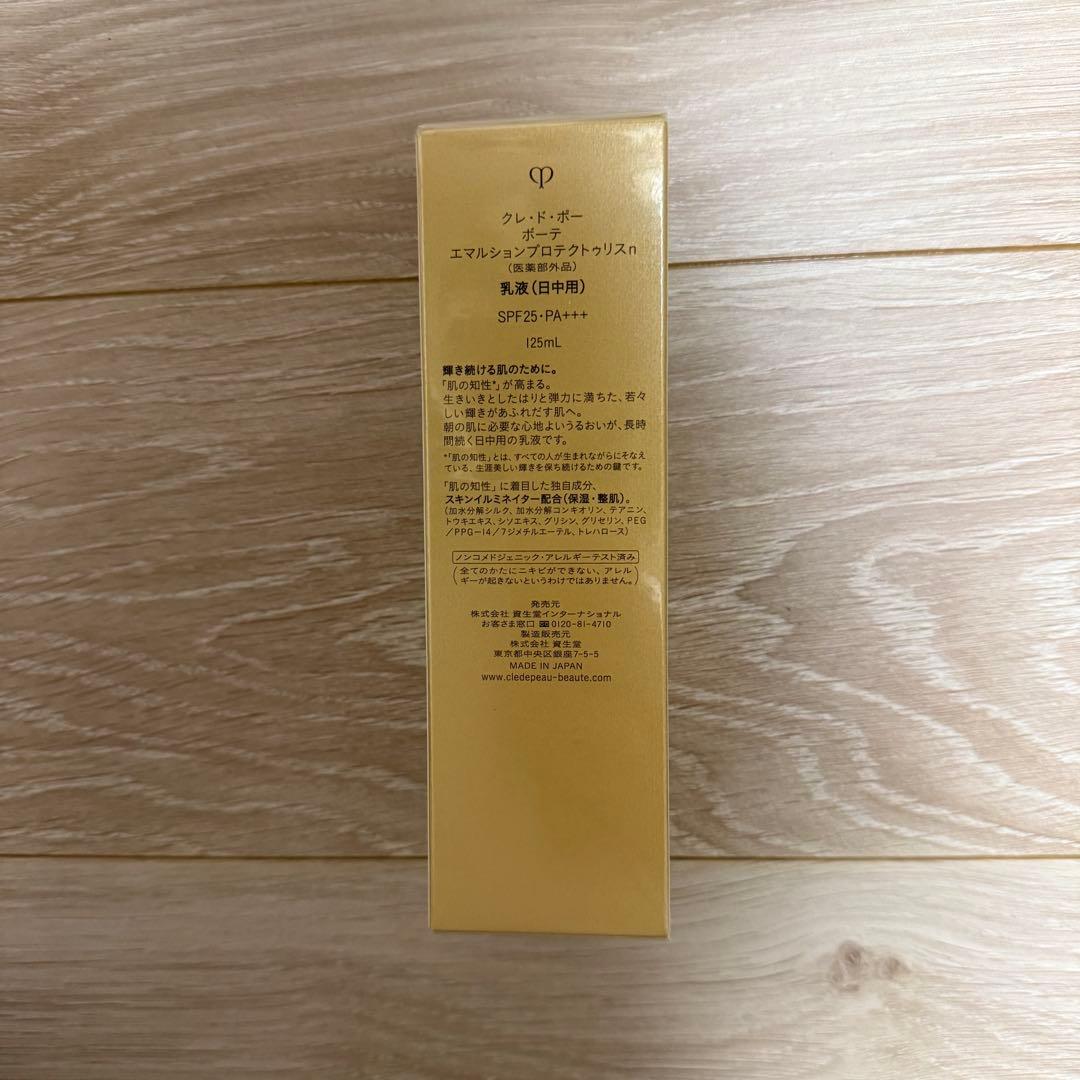 クレ・ド・ポー
ボーテ
エマルションプロテクトゥリスn
(医薬部外品)
乳液(日中用)
SPF25・PA+++
125mL
輝き続ける肌のために。
「肌の知性*」が高まる。
生きいきとしたはりと弾力に満ちた、若々
しい輝きがあふれだす肌へ。
朝の肌に必要な心地よいうるおいが、長時
間続く日中用の乳液です。
*「肌の知性」とは、すべての人が生まれながらにそなえ
ている、生涯美しい輝きを保ち続けるための鍵です。
「肌の知性」に着目した独自成分、
スキンイルミネイター配合(保湿・整肌)。
(加水分解シルク、加水分解コンキオリン、テアニン、
トウキエキス、シソエキス、グリシン、グリセリン、PEG
/PPG-14/7ジメチルエーテル、トレハロース)
ノンコメドジェニック・アレルギーテスト済み
(全てのかたにニキビができない、アレル
ギーが起きないというわけではありません。)
発売元
株式会社 資生堂インターナショナル
お客さま窓口 0120-81-4710
製造販売元
株式会社 資生堂
東京都中央区銀座7-5-5
MADE IN JAPAN
www.cledepeau-beaute.com